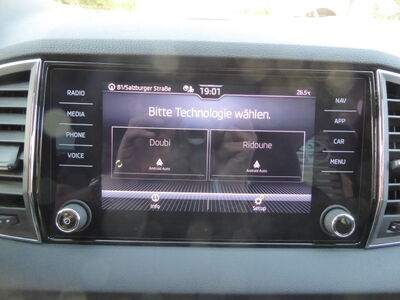 B1/Salzburger Straße
19:01
26.5°C
RADIO
MEDIA
PHONE
VOICE
Bitte Technologie wählen.
Doubi
Android Auto
Ridoune
Android Auto
Info
Setup
NAV
APP
CAR
MENU